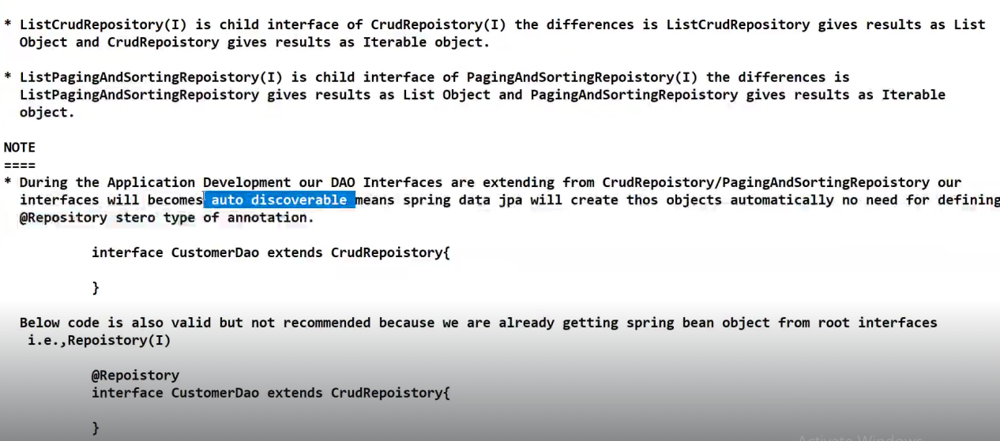 * ListCrudRepository(I) is child interface of CrudRepoistory(I) the differences is ListCrudRepository gives results as List
Object and CrudRepoistory gives results as Iterable object.
* ListPagingAndSortingRepoistory(I) is child interface of PagingAndSortingRepoistory(I) the differences is
ListPagingAndSortingRepoistory gives results as List Object and PagingAndSortingRepoistory gives results as Iterable
object.
NOTE
====
* During the Application Development our DAO Interfaces are extending from CrudRepoistory/PagingAndSortingRepoistory our
interfaces will becomes auto discoverable means spring data jpa will create thos objects automatically no need for defining
@Repository stero type of annotation.
interface CustomerDao extends CrudRepoistory{
}
Below code is also valid but not recommended because we are already getting spring bean object from root interfaces
i.e.,Repoistory(I)
@Repoistory
interface CustomerDao extends CrudRepoistory{
}
Activate Windows